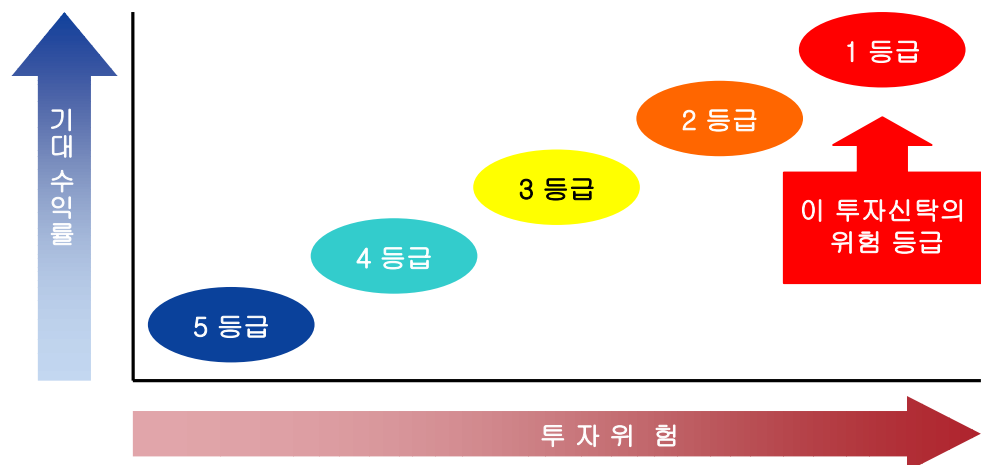 기대 수익률
1 등급
2 등급
3 등급
4 등급
5 등급
이 투자신탁의
위험 등급
투 자 위 험